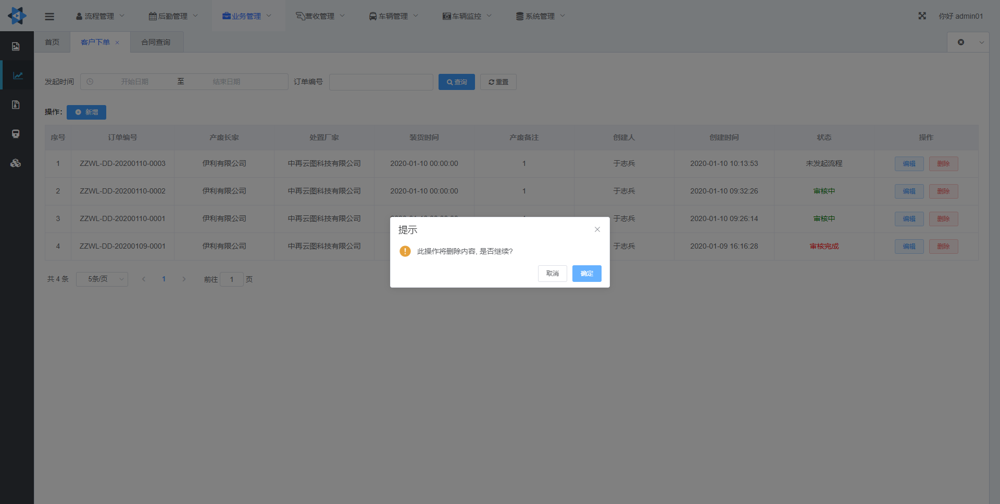 流程管理 后勤管理 业务管理 营收管理 车辆管理 车辆监控 系统管理 你好 admin01
首页 客户下单 合同查询
发起时间 开始日期 至 结束日期 订单编号 查询 重置
操作: 新增
序号 订单编号 产废长家 处置厂家 装货时间 产废备注 创建人 创建时间 状态 操作
1 ZZWL-DD-20200110-0003 伊利有限公司 中再云图科技有限公司 2020-01-10 00:00:00 1 于志兵 2020-01-10 10:13:53 未发起流程 编辑 删除
2 ZZWL-DD-20200110-0002 伊利有限公司 中再云图科技有限公司 2020-01-10 00:00:00 1 于志兵 2020-01-10 09:32:26 审核中 编辑 删除
3 ZZWL-DD-20200110-0001 伊利有限公司 中再云图科技有限公司 于志兵 2020-01-10 09:26:14 审核中 编辑 删除
4 ZZWL-DD-20200109-0001 伊利有限公司 中再云图科技有限公司 于志兵 2020-01-09 16:16:28 审核完成 编辑 删除
提示
此操作将删除内容, 是否继续?
取消 确定
共 4 条 5条/页 1 前往 1 页